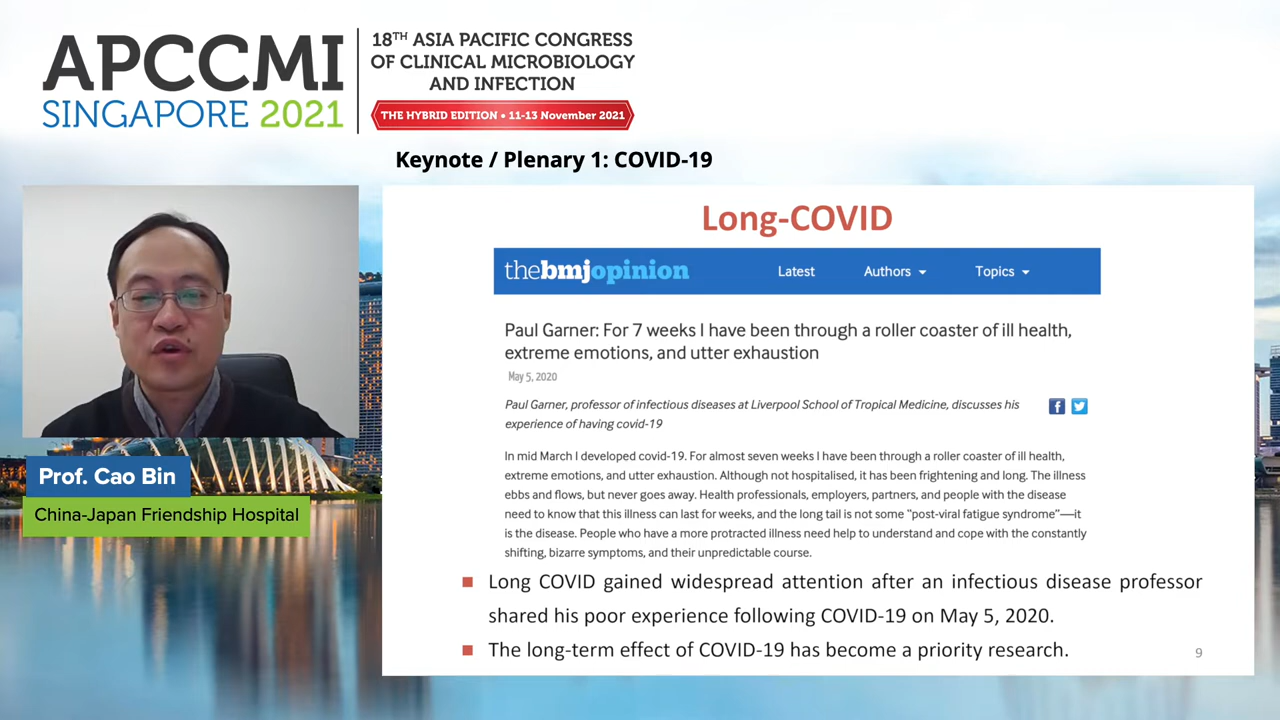 APCCMI
SINGAPORE 2021
18TH ASIA PACIFIC CONGRESS
OF CLINICAL MICROBIOLOGY
AND INFECTION
THE HYBRID EDITION • 11-13 November 2021
Keynote / Plenary 1: COVID-19
Prof. Cao Bin
China-Japan Friendship Hospital
Long-COVID
thebmjopinion Latest Authors Topics
Paul Garner: For 7 weeks I have been through a roller coaster of ill health,
extreme emotions, and utter exhaustion
May 5, 2020
Paul Garner, professor of infectious diseases at Liverpool School of Tropical Medicine, discusses his
experience of having covid-19
In mid March I developed covid-19. For almost seven weeks I have been through a roller coaster of ill health,
extreme emotions, and utter exhaustion. Although not hospitalised, it has been frightening and long. The illness
ebbs and flows, but never goes away. Health professionals, employers, partners, and people with the disease
need to know that this illness can last for weeks, and the long tail is not some “post-viral fatigue syndrome”—it
is the disease. People who have a more protracted illness need help to understand and cope with the constantly
shifting, bizarre symptoms, and their unpredictable course.
Long COVID gained widespread attention after an infectious disease professor
shared his poor experience following COVID-19 on May 5, 2020.
The long-term effect of COVID-19 has become a priority research.
9